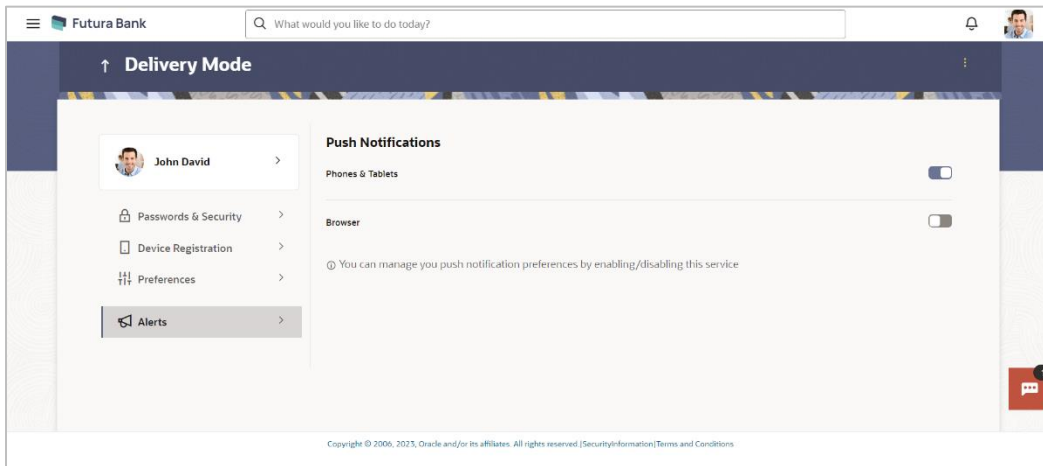 Futura Bank
What would you like to do today?
Delivery Mode
John David
Passwords & Security
Device Registration
Preferences
Alerts
Push Notifications
Phones & Tablets
Browser
You can manage you push notification preferences by enabling/disabling this service
Copyright © 2006, 2023, Oracle and/or its affiliates. All rights reserved.|SecurityInformation|Terms and Conditions